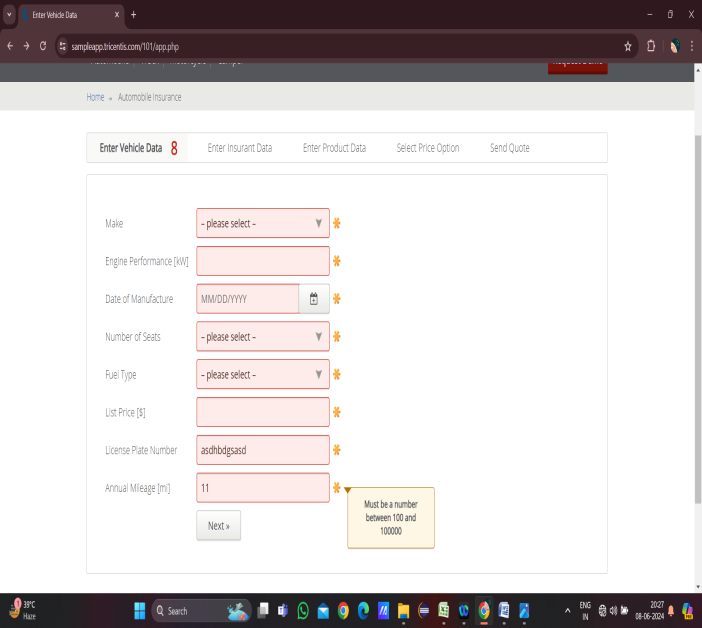 Enter Vehicle Data x +
sampleapp.tricentis.com/101/app.php
Home » Automobile Insurance
Enter Vehicle Data 8 Enter Insurant Data Enter Product Data Select Price Option Send Quote
Make – please select –
Engine Performance [kW]
Date of Manufacture MM/DD/YYYY
Number of Seats – please select –
Fuel Type – please select –
List Price [$]
License Plate Number asdhbdgsasd
Annual Mileage [mi] 11
Must be a number
between 100 and
100000
Next »
1 39°C
Haze
Search
ENG
IN
20:27
08-06-2024